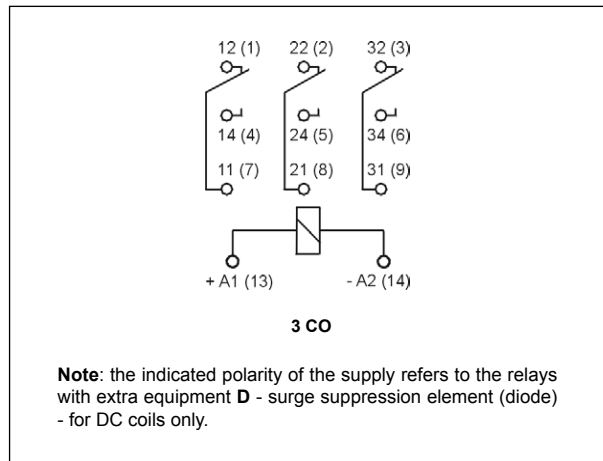 12 (1) 22 (2) 32 (3)
14 (4) 24 (5) 34 (6)
11 (7) 21 (8) 31 (9)
+ A1 (13) - A2 (14)
3 CO
Note: the indicated polarity of the supply refers to the relays
with extra equipment D - surge suppression element (diode)
- for DC coils only.